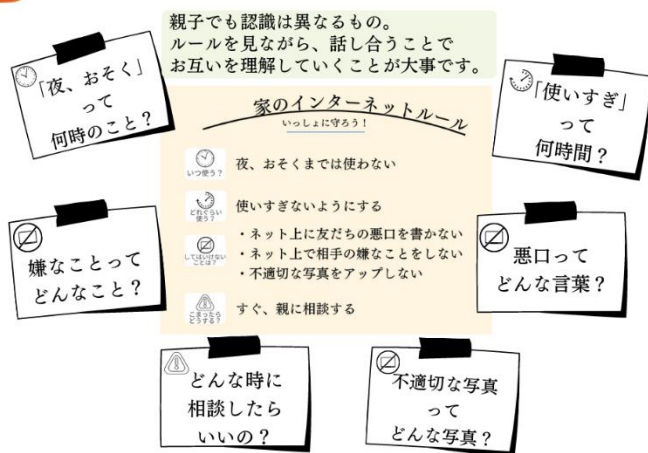 親子でも認識は異なるもの。
ルールを見ながら、話し合うことで
お互いを理解していくことが大事です。
「夜、おそく」
って
何時のこと？
「使いすぎ」
って
何時間？
家のインターネットルール
いっしょに守ろう！
いつ使う？
夜、おそくまでは使わない
どれぐらい
使う？
使いすぎないようにする
してはいけない
ことは？
・ネット上に友だちの悪口を書かない
・ネット上で相手の嫌なことをしない
・不適切な写真をアップしない
こまったら
どうする？
すぐ、親に相談する
嫌なことって
どんなこと？
悪口って
どんな言葉？
どんな時に
相談したら
いいの？
不適切な写真
って
どんな写真？